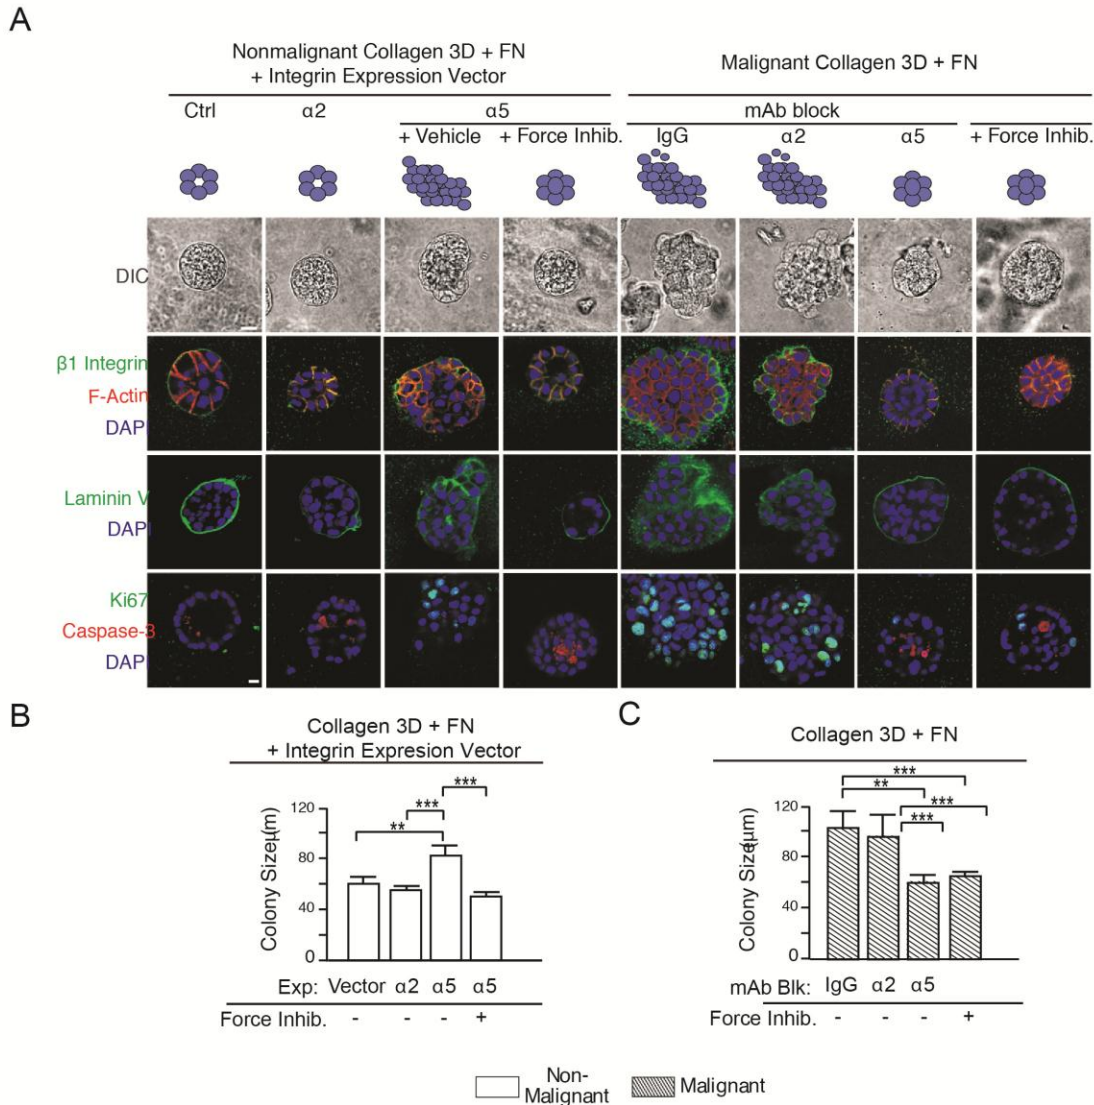 A
Nonmalignant Collagen 3D + FN
+ Integrin Expression Vector
Malignant Collagen 3D + FN
Ctrl α2 α5 mAb block
+ Vehicle + Force Inhib. IgG α2 α5 + Force Inhib.
DIC
β1 Integrin
F-Actin
DAPI
Laminin V
DAPI
Ki67
Caspase-3
DAPI
B
Collagen 3D + FN
+ Integrin Expresion Vector
Colony Size(μm)
120
80
40
0
** *** ***
Exp: Vector α2 α5 α5
Force Inhib. - - - +
C
Collagen 3D + FN
Colony Size(μm)
120
80
40
0
*** ** *** ***
mAb Blk: IgG α2 α5
Force Inhib. - - - +
Non-
Malignant
Malignant